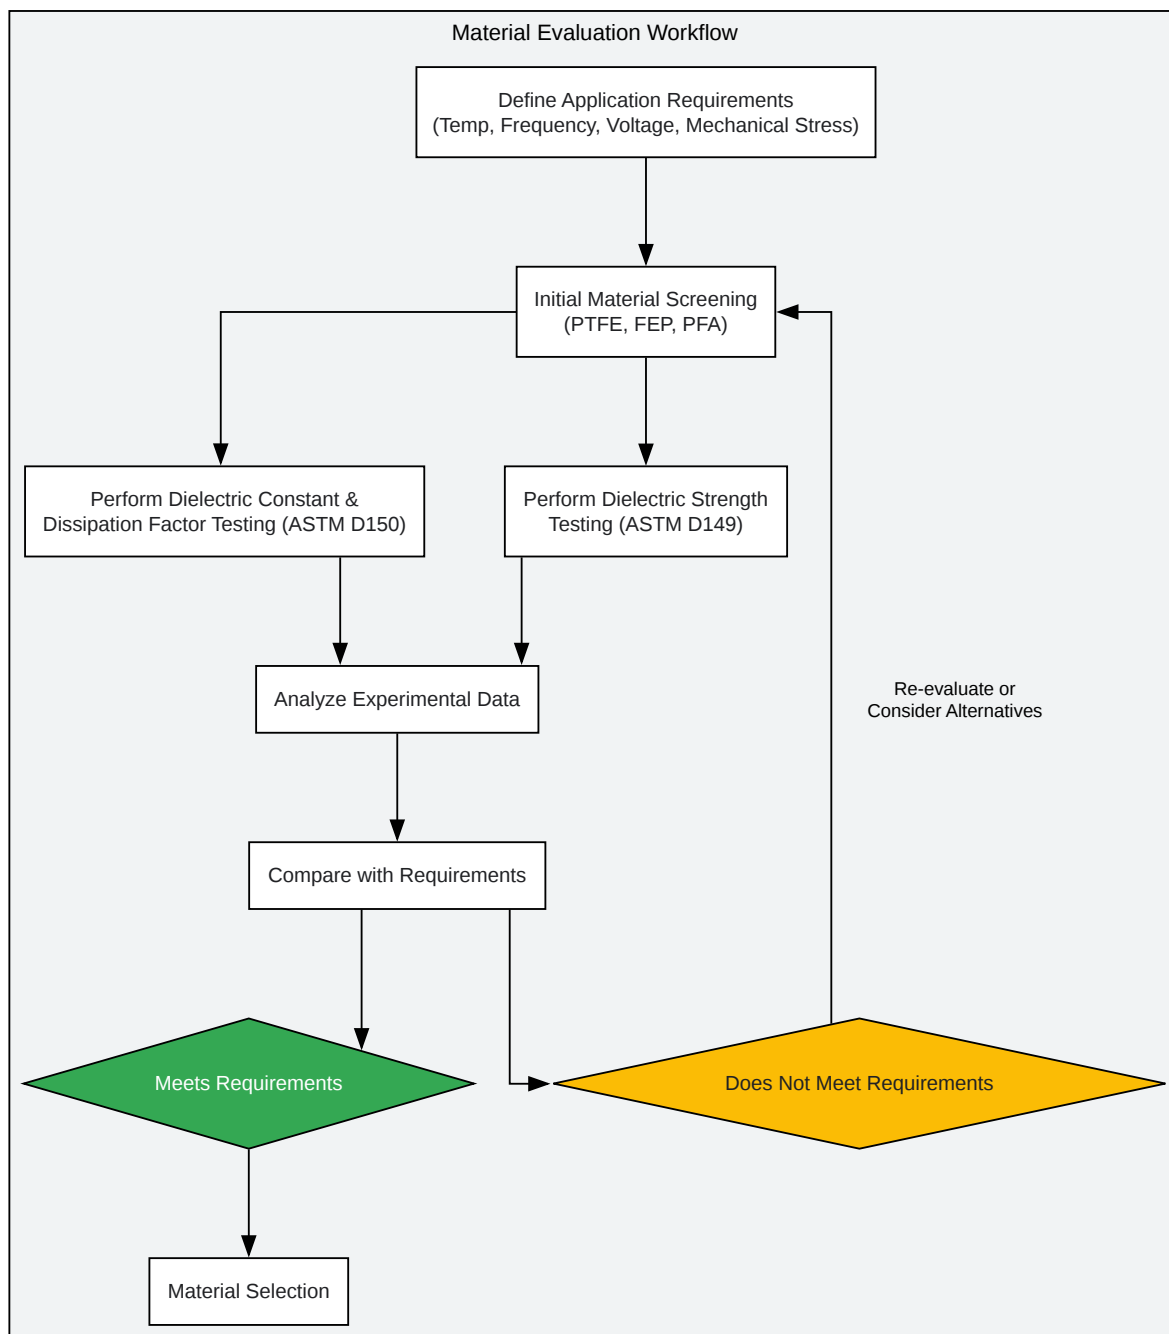 Material Evaluation Workflow
Define Application Requirements
(Temp, Frequency, Voltage, Mechanical Stress)
Initial Material Screening
(PTFE, FEP, PFA)
Perform Dielectric Constant &
Dissipation Factor Testing (ASTM D150)
Perform Dielectric Strength
Testing (ASTM D149)
Analyze Experimental Data
Re-evaluate or
Consider Alternatives
Compare with Requirements
Meets Requirements
Does Not Meet Requirements
Material Selection